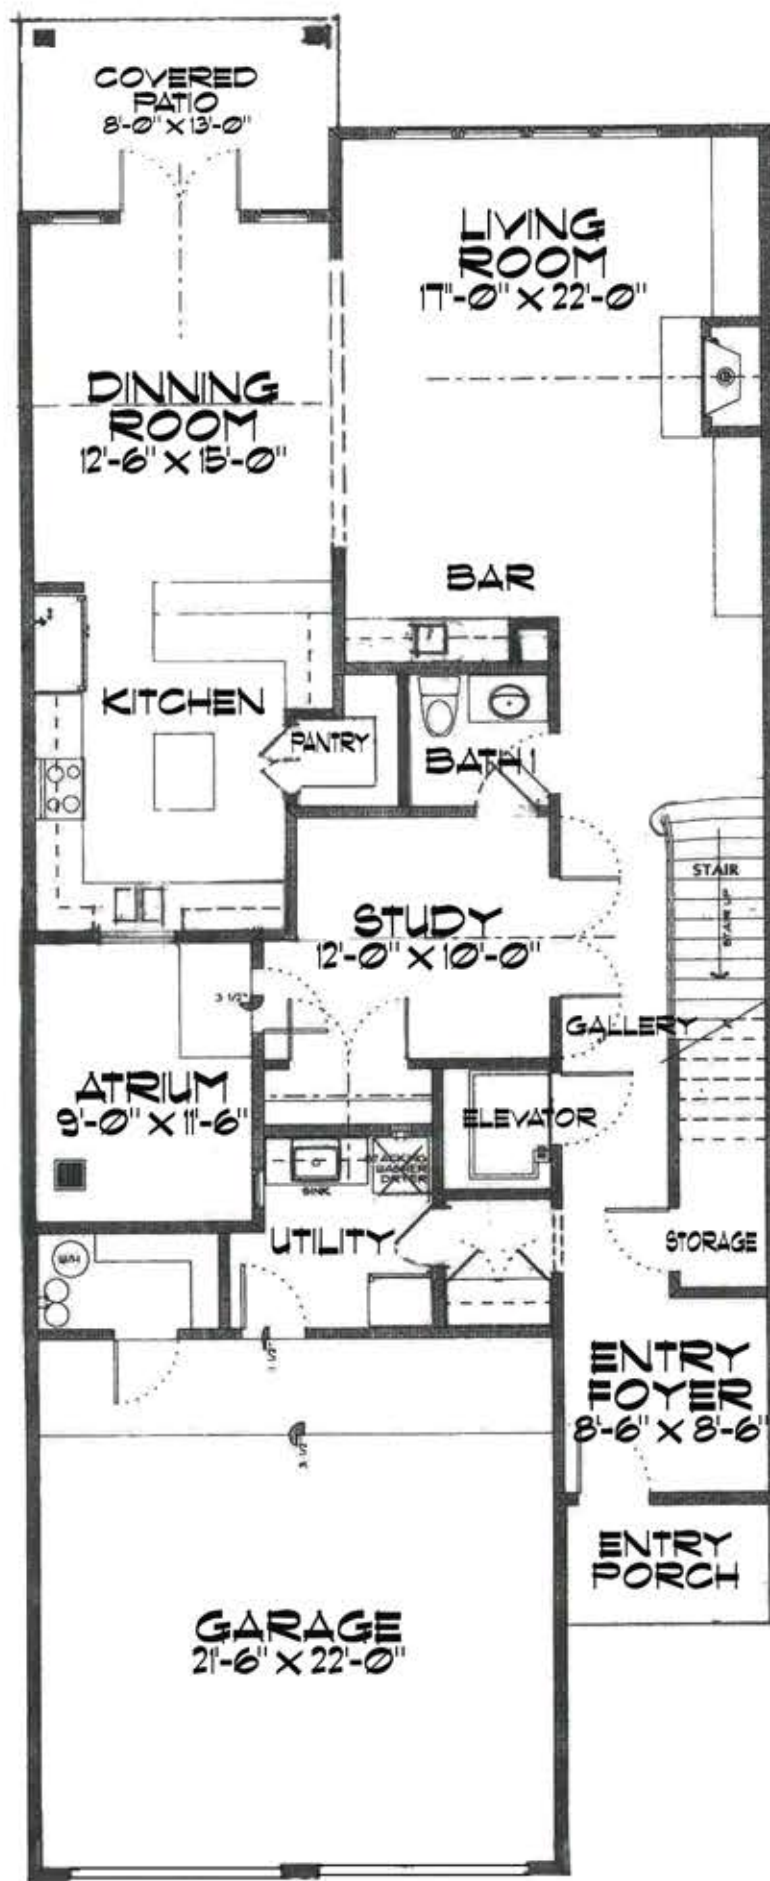 COVERED
PATIO
8'-0" X 13'-0"
LIVING
ROOM
17'-0" X 22'-0"
DINNING
ROOM
12'-6" X 15'-0"
BAR
KITCHEN
PANTRY
BATH 1
STAIR
STAIR UP
STUDY
12'-0" X 10'-0"
3 1/2"
GALLERY
ATRIUM
9'-0" X 11'-6"
ELEVATOR
STACKING
WASHER
DRYER
SINK
UTILITY
STORAGE
W/H
1 1/2"
ENTRY
FOYER
8'-6" X 8'-6"
3 1/2"
ENTRY
PORCH
GARAGE
21'-6" X 22'-0"